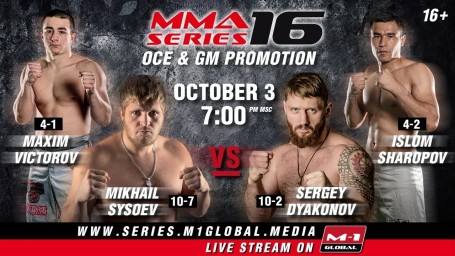 MMA
SERIES 16
OCE & GM PROMOTION
16+
OCTOBER 3
7:00 PM MSC
4-1
MAXIM
VICTOROV
4-2
ISLOM
SHAROPOV
VS
MIKHAIL
SYSOEV
10-7
10-2
SERGEY
DYAKONOV
WWW.SERIES.M1GLOBAL.MEDIA
LIVE STREAM ON M-1
GLOBAL